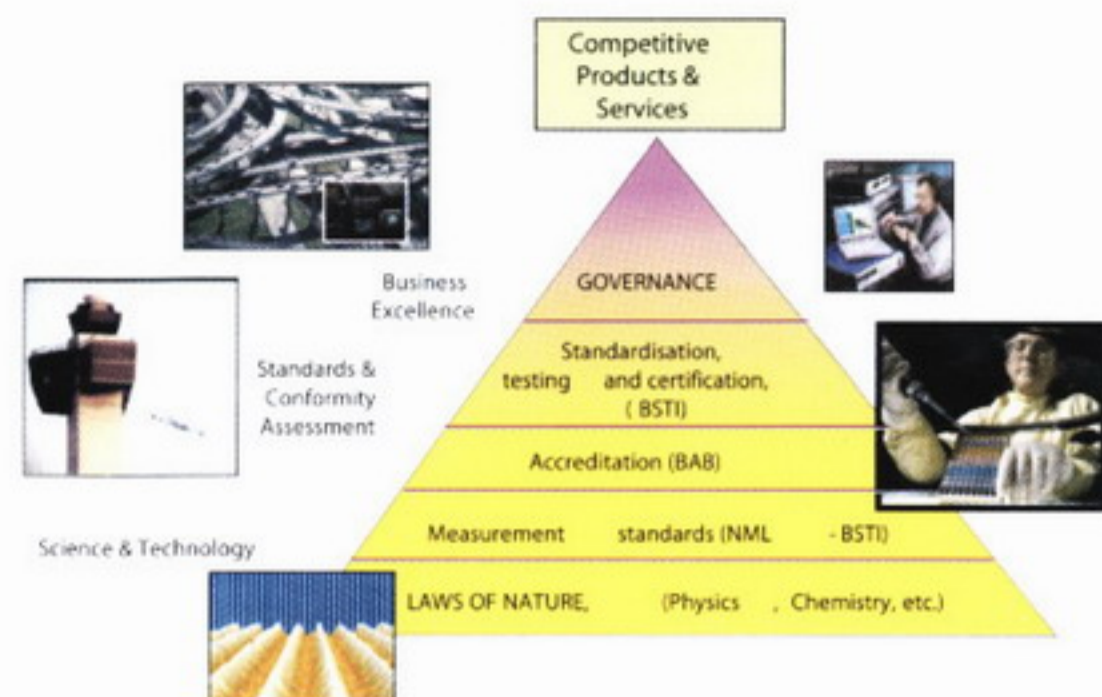 Competitive
Products &
Services
Business
Excellence
GOVERNANCE
Standards &
Conformity
Assessment
Standardisation,
testing and certification,
( BSTI)
Accreditation (BAB)
Science & Technology
Measurement standards (NML - BSTI)
LAWS OF NATURE, (Physics , Chemistry, etc.)